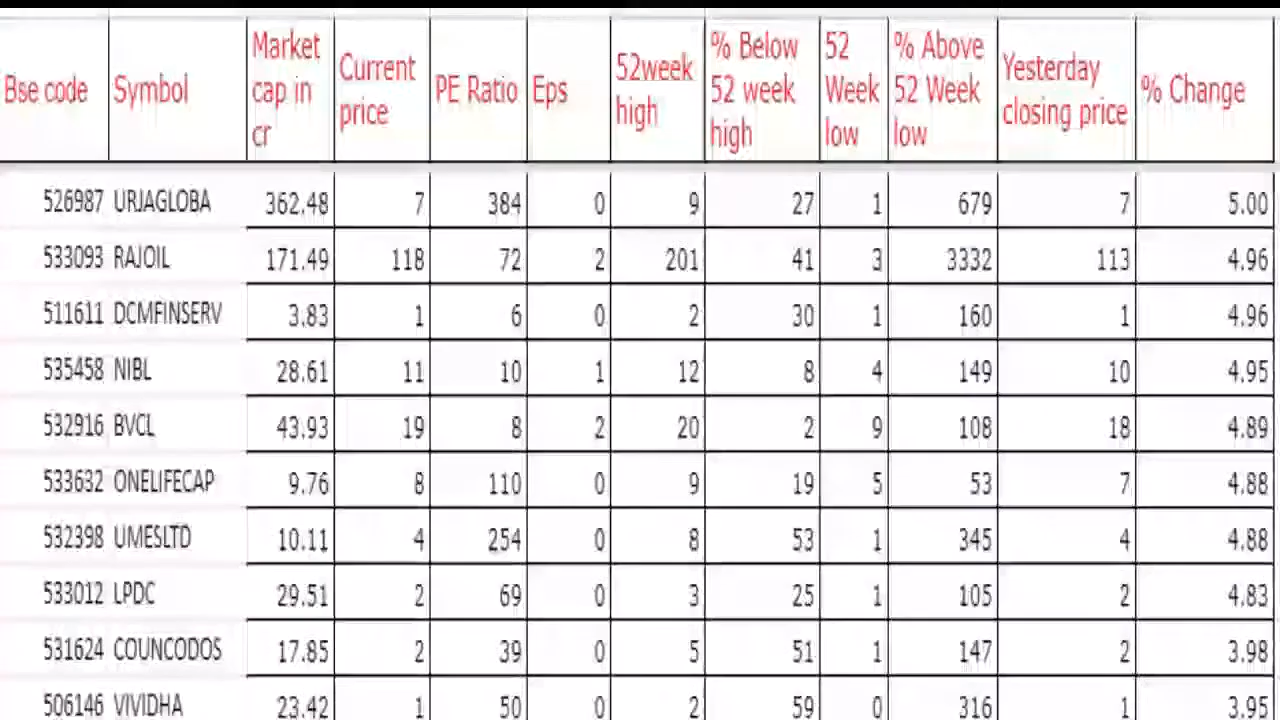 Bse code Symbol Market cap in cr Current price PE Ratio Eps 52week high % Below 52 week high 52 Week low % Above 52 Week low Yesterday closing price % Change
526987 URJAGLOBA 362.48 7 384 0 9 27 1 679 7 5.00
533093 RAJOIL 171.49 118 72 2 201 41 3 3332 113 4.96
511611 DCMFINSERV 3.83 1 6 0 2 30 1 160 1 4.96
535458 NIBL 28.61 11 10 1 12 8 4 149 10 4.95
532916 BVCL 43.93 19 8 2 20 2 9 108 18 4.89
533632 ONELIFECAP 9.76 8 110 0 9 19 5 53 7 4.88
532398 UMESLTD 10.11 4 254 0 8 53 1 345 4 4.88
533012 LPDC 29.51 2 69 0 3 25 1 105 2 4.83
531624 COUNCODOS 17.85 2 39 0 5 51 1 147 2 3.98
506146 VIVIDHA 23.42 1 50 0 2 59 0 316 1 3.95